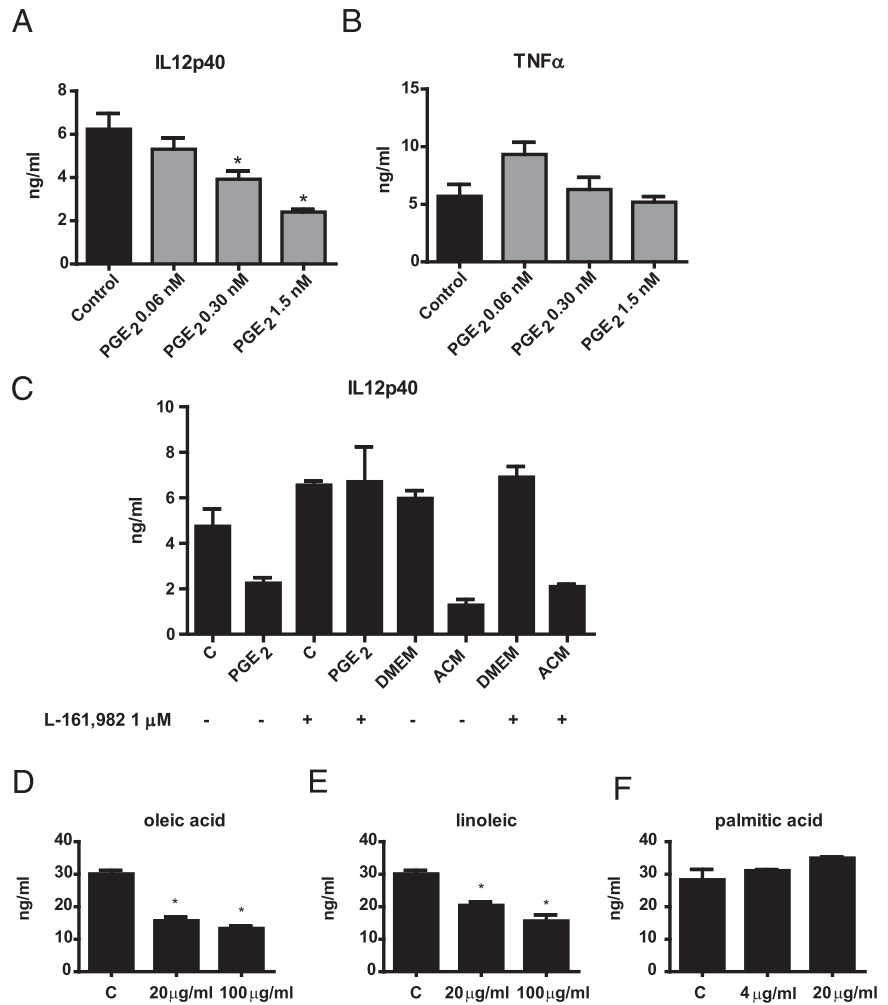 A
IL12p40
ng/ml
8
6
4
2
0
*
*
Control
PGE2 0.06 nM
PGE2 0.30 nM
PGE2 1.5 nM
B
TNFα
ng/ml
15
10
5
0
Control
PGE2 0.06 nM
PGE2 0.30 nM
PGE2 1.5 nM
C
IL12p40
ng/ml
10
8
6
4
2
0
C
PGE2
C
PGE2
DMEM
ACM
DMEM
ACM
L-161,982 1 μM - - + + - - + +
D
oleic acid
ng/ml
40
30
20
10
0
*
*
C 20μg/ml 100μg/ml
E
linoleic
ng/ml
40
30
20
10
0
*
*
C 20μg/ml 100μg/ml
F
palmitic acid
ng/ml
40
30
20
10
0
C 4μg/ml 20μg/ml